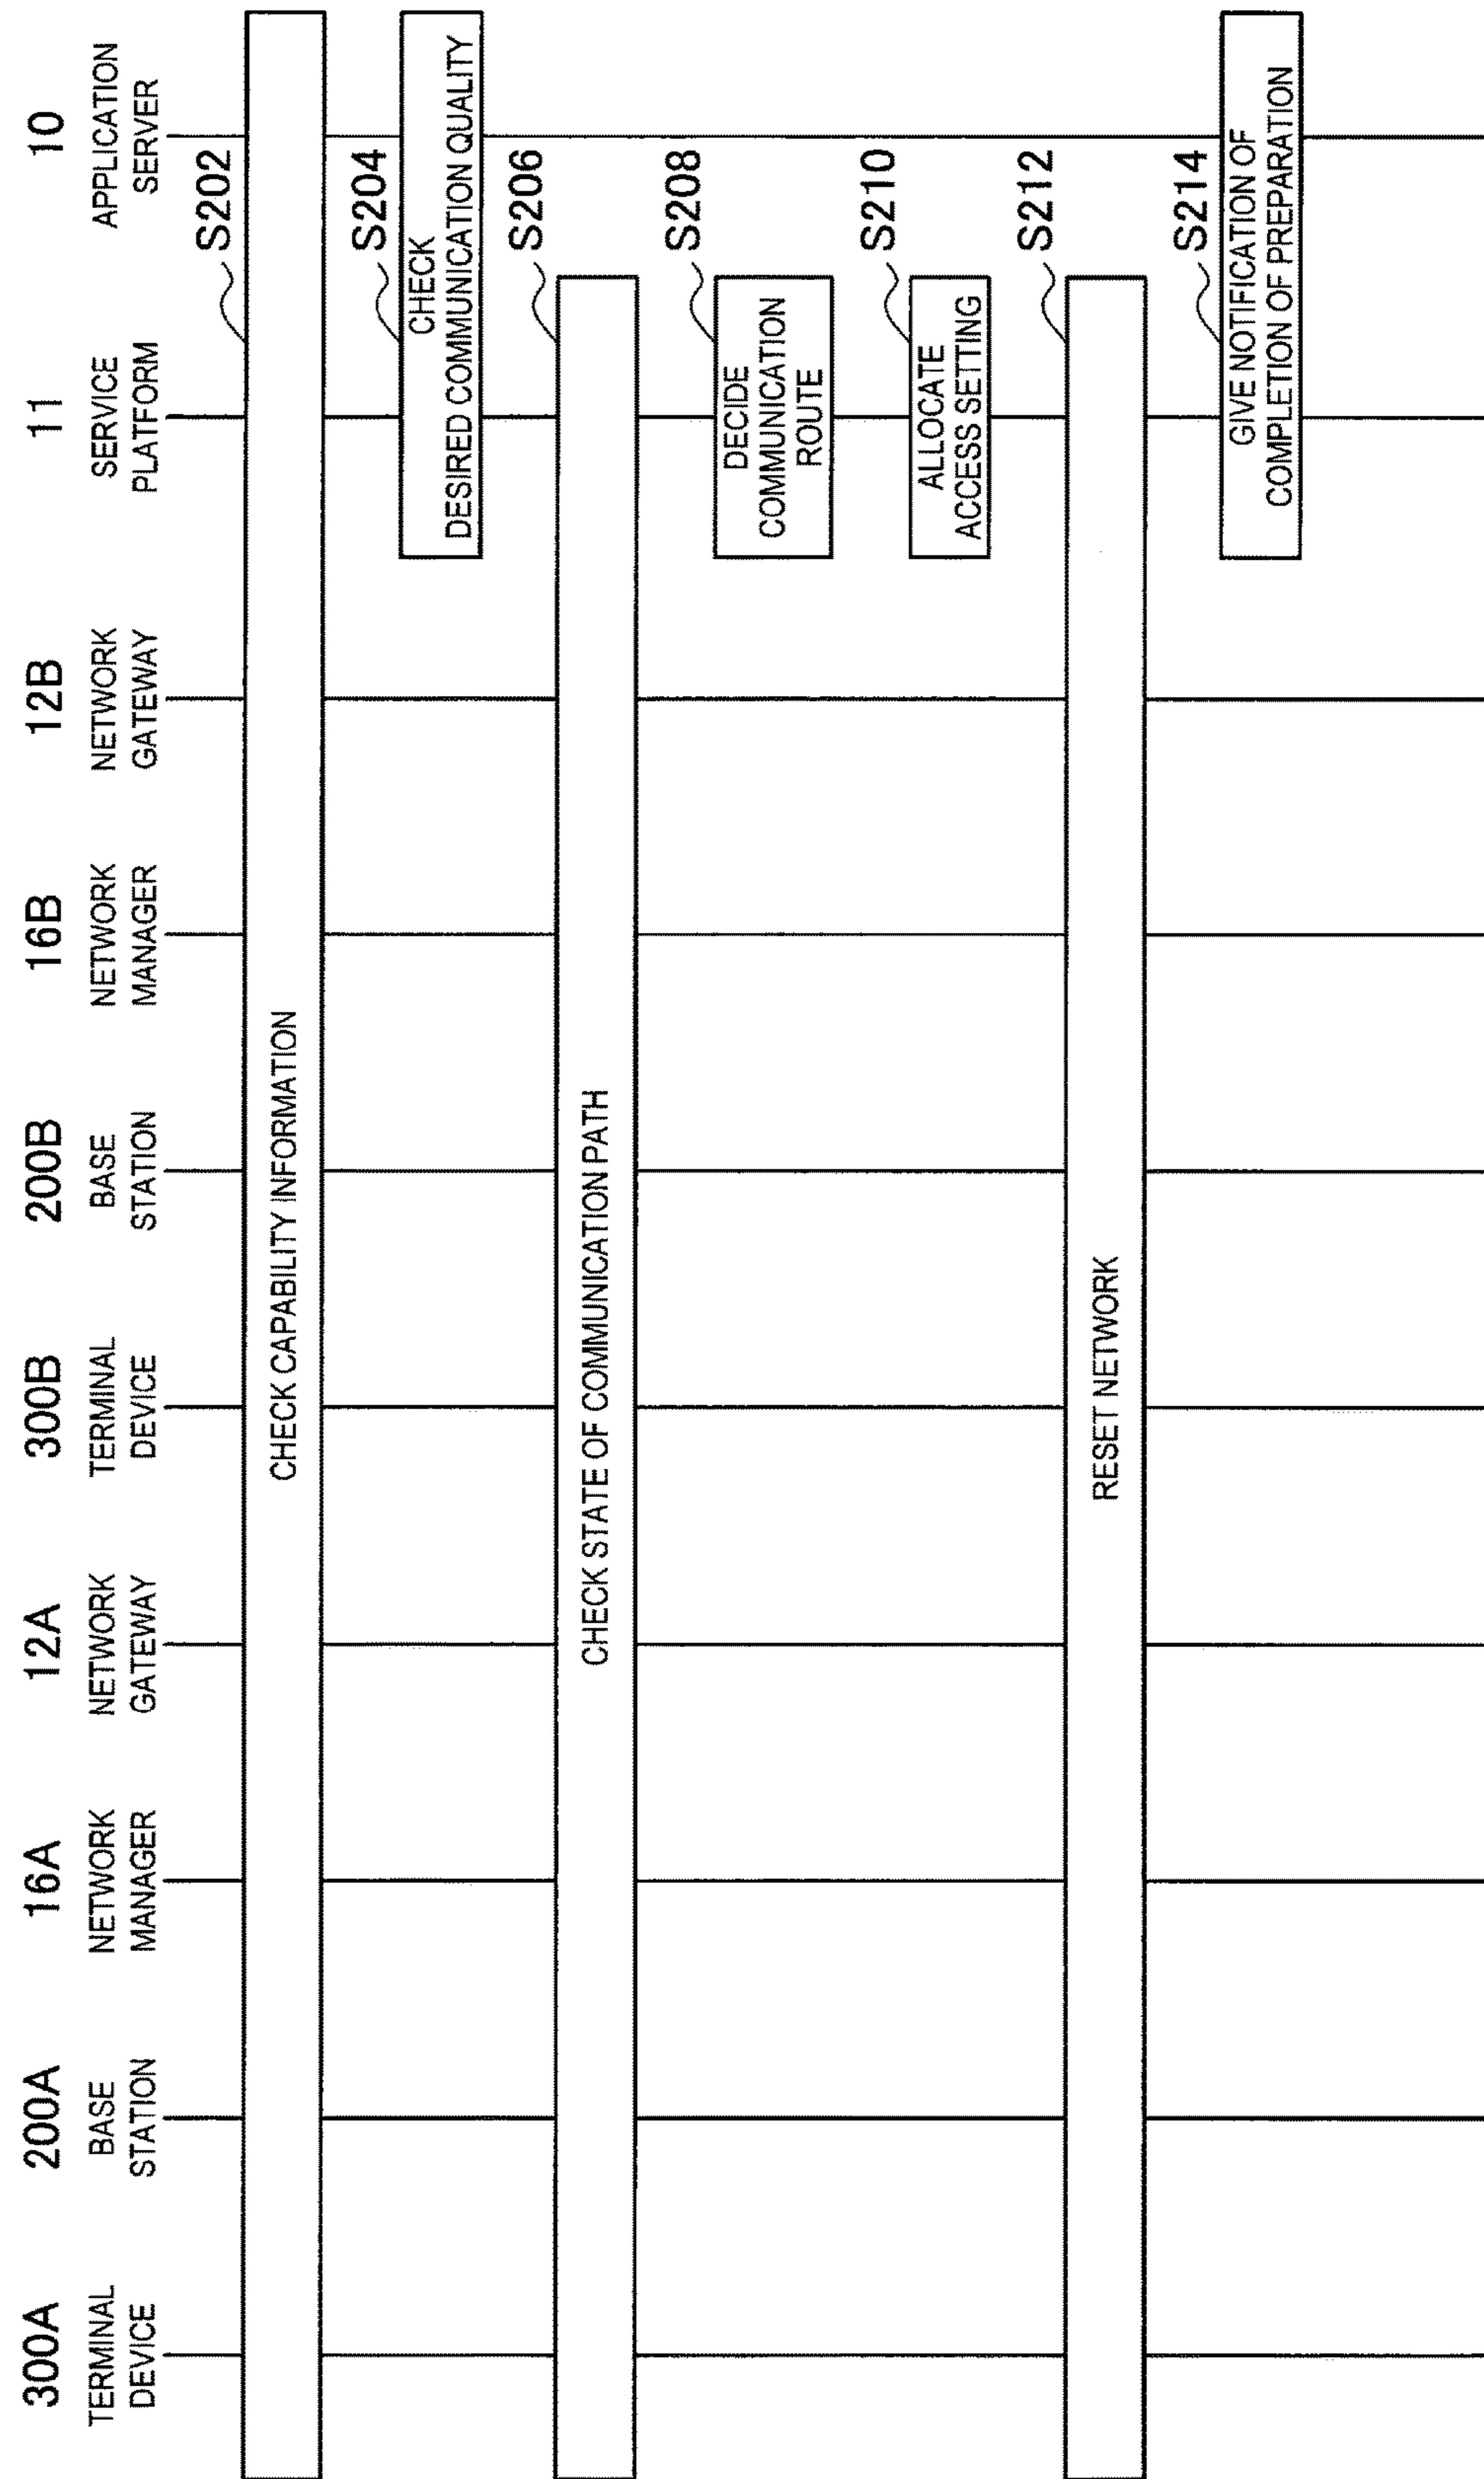 300A
TERMINAL
DEVICE
200A
BASE
STATION
16A
NETWORK
MANAGER
12A
NETWORK
GATEWAY
300B
TERMINAL
DEVICE
200B
BASE
STATION
16B
NETWORK
MANAGER
12B
NETWORK
GATEWAY
11
SERVICE
PLATFORM
10
APPLICATION
SERVER
S202
CHECK CAPABILITY INFORMATION
S204
CHECK
DESIRED COMMUNICATION QUALITY
S206
CHECK STATE OF COMMUNICATION PATH
S208
DECIDE
COMMUNICATION
ROUTE
S210
ALLOCATE
ACCESS SETTING
S212
RESET NETWORK
S214
GIVE NOTIFICATION OF
COMPLETION OF PREPARATION